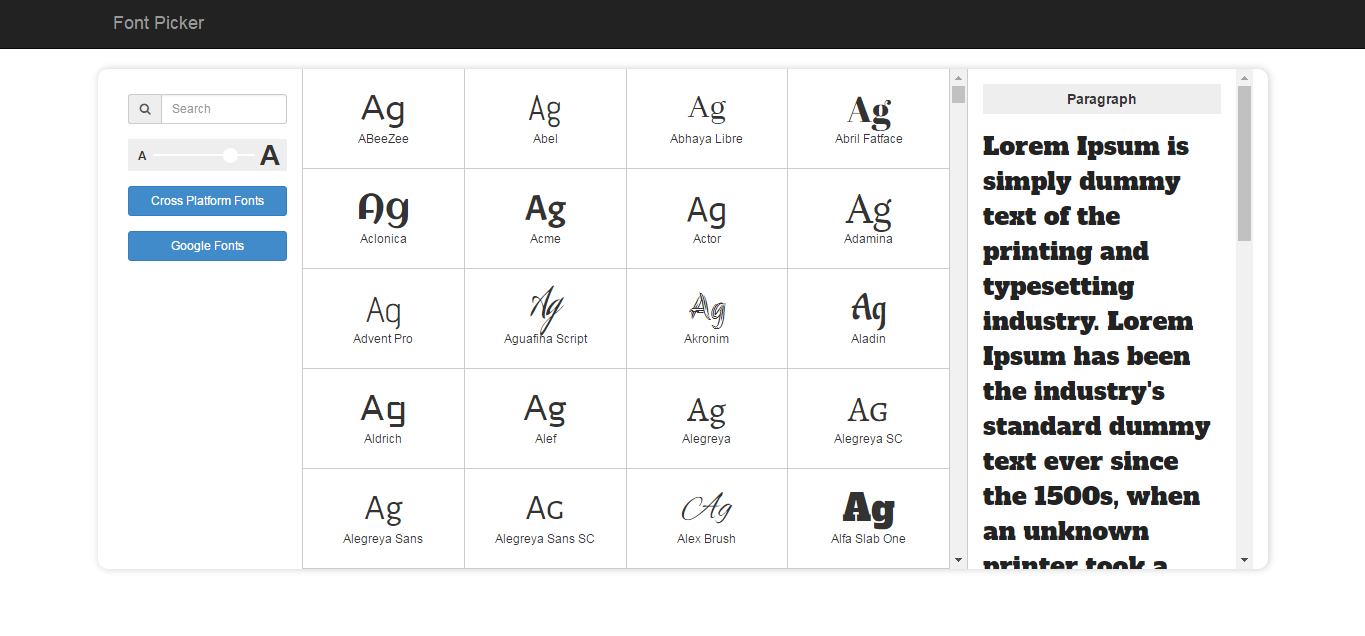 Font Picker
Search
A A
Cross Platform Fonts
Google Fonts
Ag Ag Ag Ag
ABeeZee Abel Abhaya Libre Abril Fatface
Ag Ag Ag Ag
Aclonica Acme Actor Adamina
Ag Ag Ag Ag
Advent Pro Aguafina Script Akronim Aladin
Ag Ag Ag AG
Aldrich Alef Alegreya Alegreya SC
Ag AG Ag Ag
Alegreya Sans Alegreya Sans SC Alex Brush Alfa Slab One
Paragraph
Lorem Ipsum is
simply dummy
text of the
printing and
typesetting
industry. Lorem
Ipsum has been
the industry's
standard dummy
text ever since
the 1500s, when
an unknown
printer took a